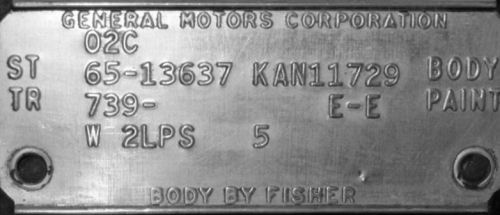 GENERAL MOTORS CORPORATION
02C
ST 65-13637 KAN11729 BODY
TR 739- E-E PAINT
W 2LPS 5
BODY BY FISHER